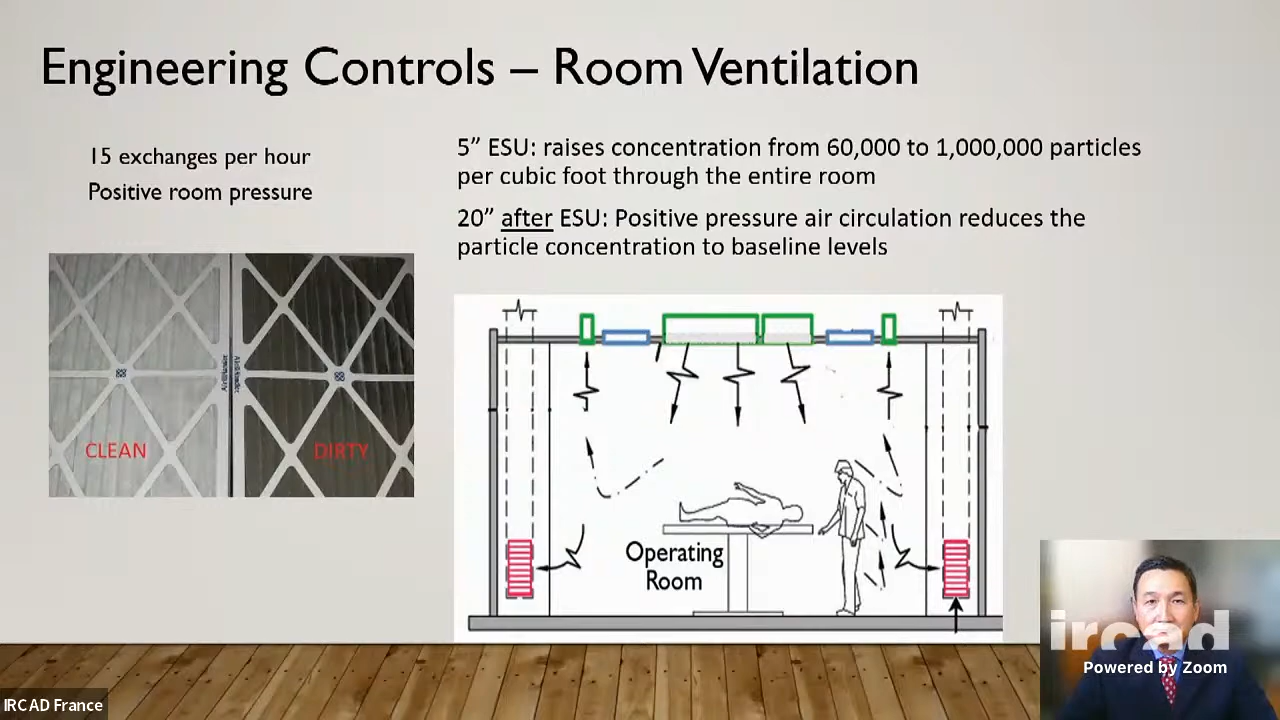 Engineering Controls – Room Ventilation
15 exchanges per hour
Positive room pressure
5” ESU: raises concentration from 60,000 to 1,000,000 particles
per cubic foot through the entire room
20” after ESU: Positive pressure air circulation reduces the
particle concentration to baseline levels
CLEAN
DIRTY
Operating
Room
ircad
Powered by Zoom
IRCAD France